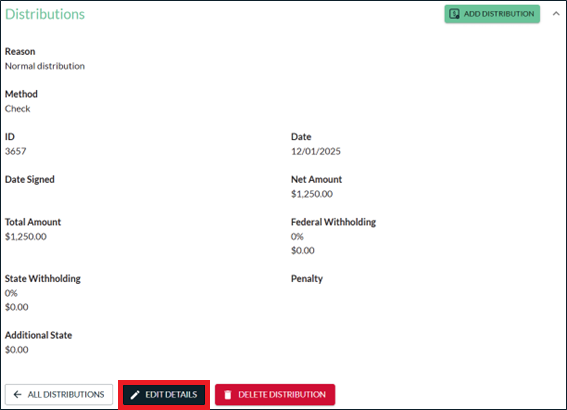 Distributions
ADD DISTRIBUTION
Reason
Normal distribution
Method
Check
ID
3657
Date
12/01/2025
Date Signed
Net Amount
$1,250.00
Total Amount
$1,250.00
Federal Withholding
0%
$0.00
State Withholding
0%
$0.00
Penalty
Additional State
$0.00
ALL DISTRIBUTIONS
EDIT DETAILS
DELETE DISTRIBUTION